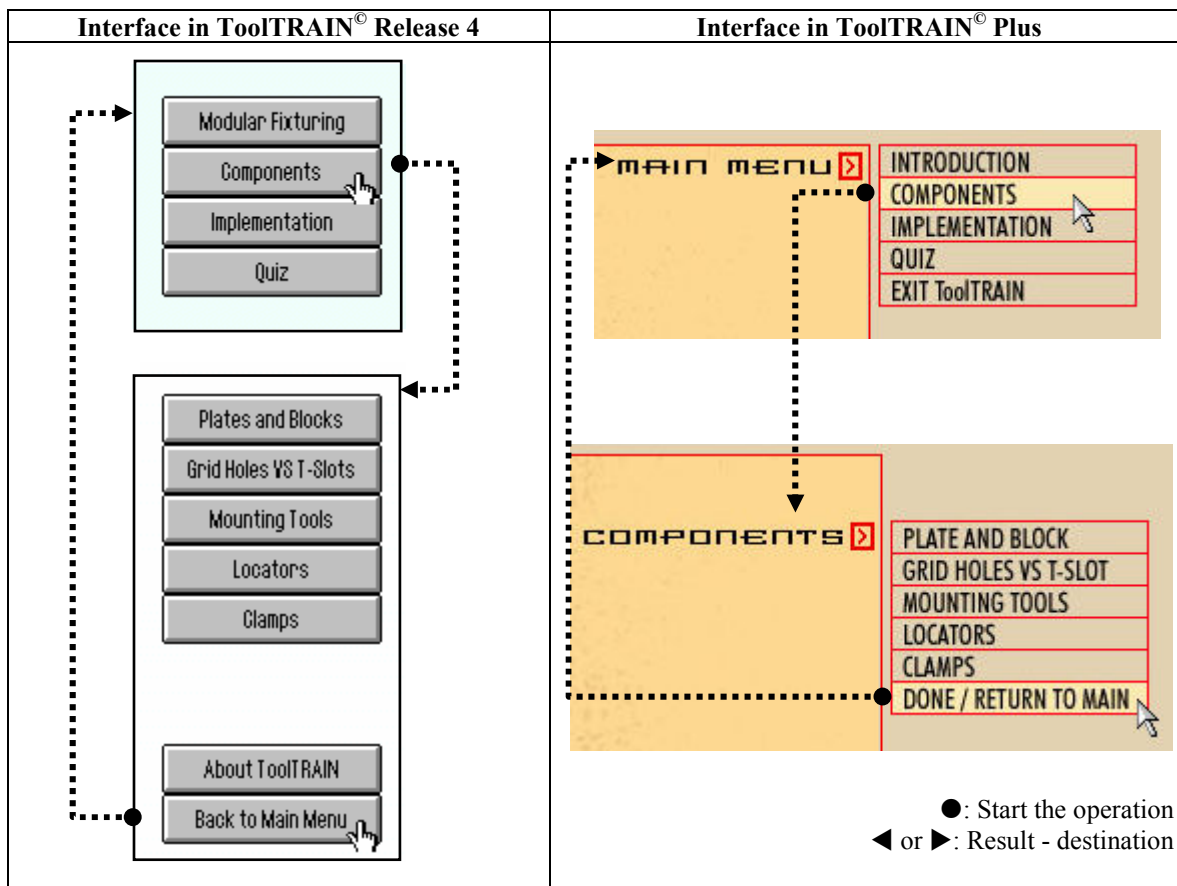 Interface in ToolTRAIN© Release 4
Modular Fixturing
Components
Implementation
Quiz
Plates and Blocks
Grid Holes VS T-Slots
Mounting Tools
Locators
Clamps
About ToolTRAIN
Back to Main Menu
Interface in ToolTRAIN© Plus
MAIN MENU
INTRODUCTION
COMPONENTS
IMPLEMENTATION
QUIZ
EXIT ToolTRAIN
COMPONENTS
PLATE AND BLOCK
GRID HOLES VS T-SLOT
MOUNTING TOOLS
LOCATORS
CLAMPS
DONE / RETURN TO MAIN
●: Start the operation
◄ or ►: Result - destination